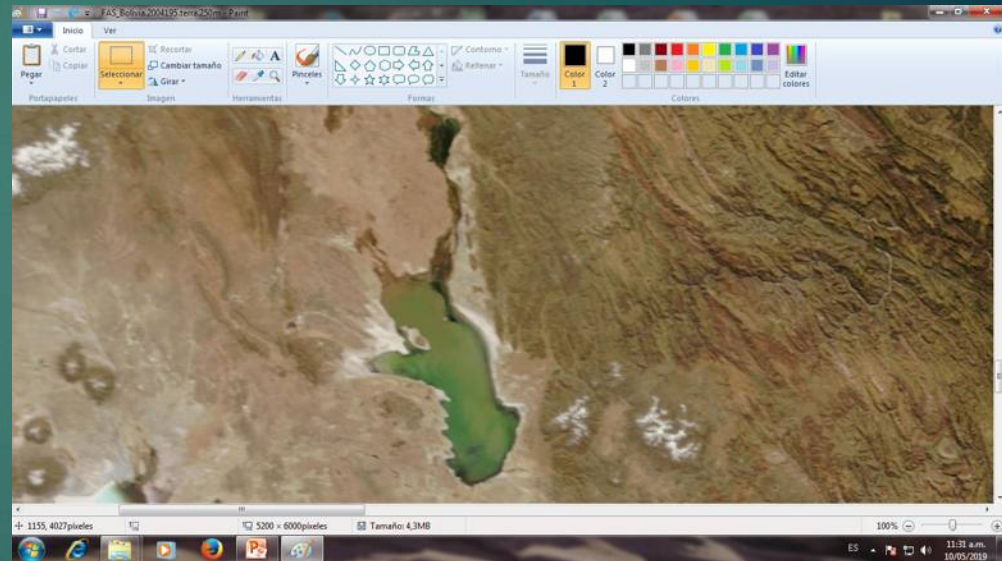 FAS_Bolivia.2004195.terra.250m - Paint
Inicio Ver
Pegar
Cortar
Copiar
Portapapeles
Seleccionar
Recortar
Cambiar tamaño
Girar
Imagen
A
Herramientas
Pinceles
Formas
Contorno
Rellenar
Tamaño
Color 1
Color 2
Editar colores
Colores
1155, 4027píxeles
5200 × 6000píxeles
Tamaño: 4,3MB
100%
ES
11:31 a.m.
10/05/2019